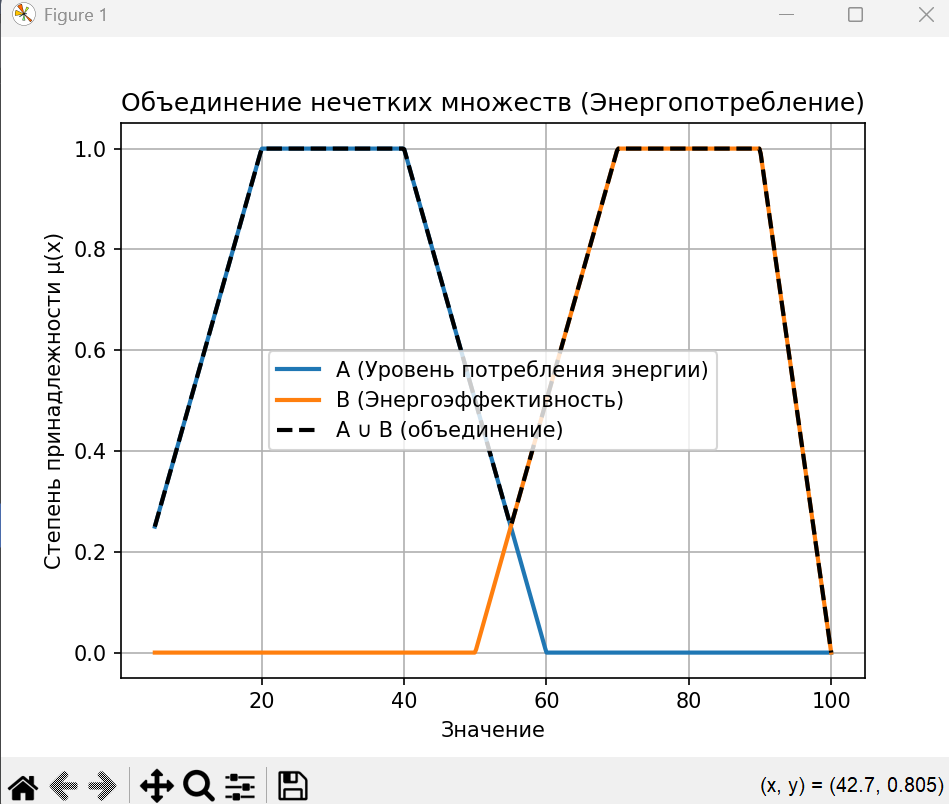 Figure 1
Объединение нечетких множеств (Энергопотребление)
1.0
0.8
0.6
0.4
0.2
0.0
Степень принадлежности μ(x)
A (Уровень потребления энергии)
B (Энергоэффективность)
A ∪ B (объединение)
20 40 60 80 100
Значение
(x, y) = (42.7, 0.805)